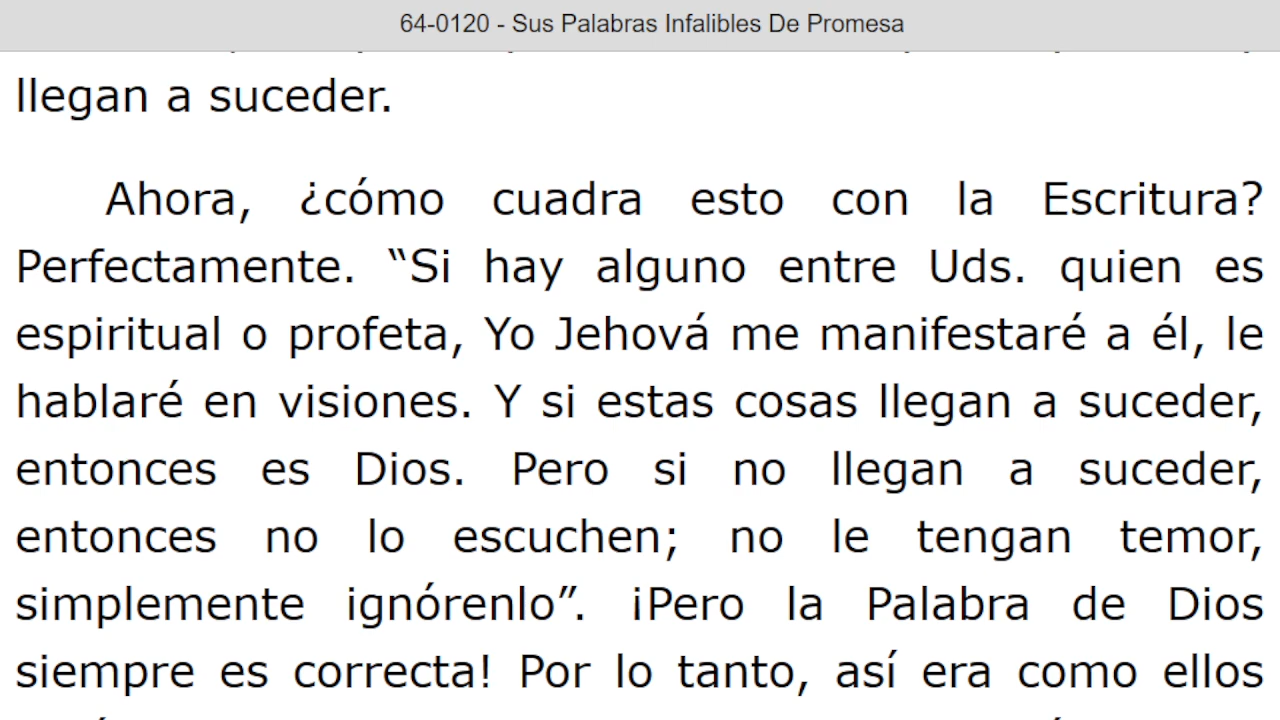 64-0120 - Sus Palabras Infalibles De Promesa
llegan a suceder.
Ahora, ¿cómo cuadra esto con la Escritura?
Perfectamente. “Si hay alguno entre Uds. quien es
espiritual o profeta, Yo Jehová me manifestaré a él, le
hablaré en visiones. Y si estas cosas llegan a suceder,
entonces es Dios. Pero si no llegan a suceder,
entonces no lo escuchen; no le tengan temor,
simplemente ignórenlo”. ¡Pero la Palabra de Dios
siempre es correcta! Por lo tanto, así era como ellos